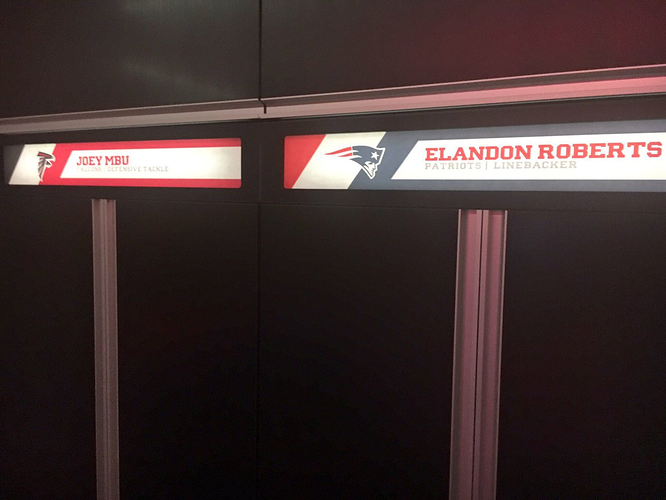 JOEY MBU
FALCONS | DEFENSIVE TACKLE
ELANDON ROBERTS
PATRIOTS | LINEBACKER